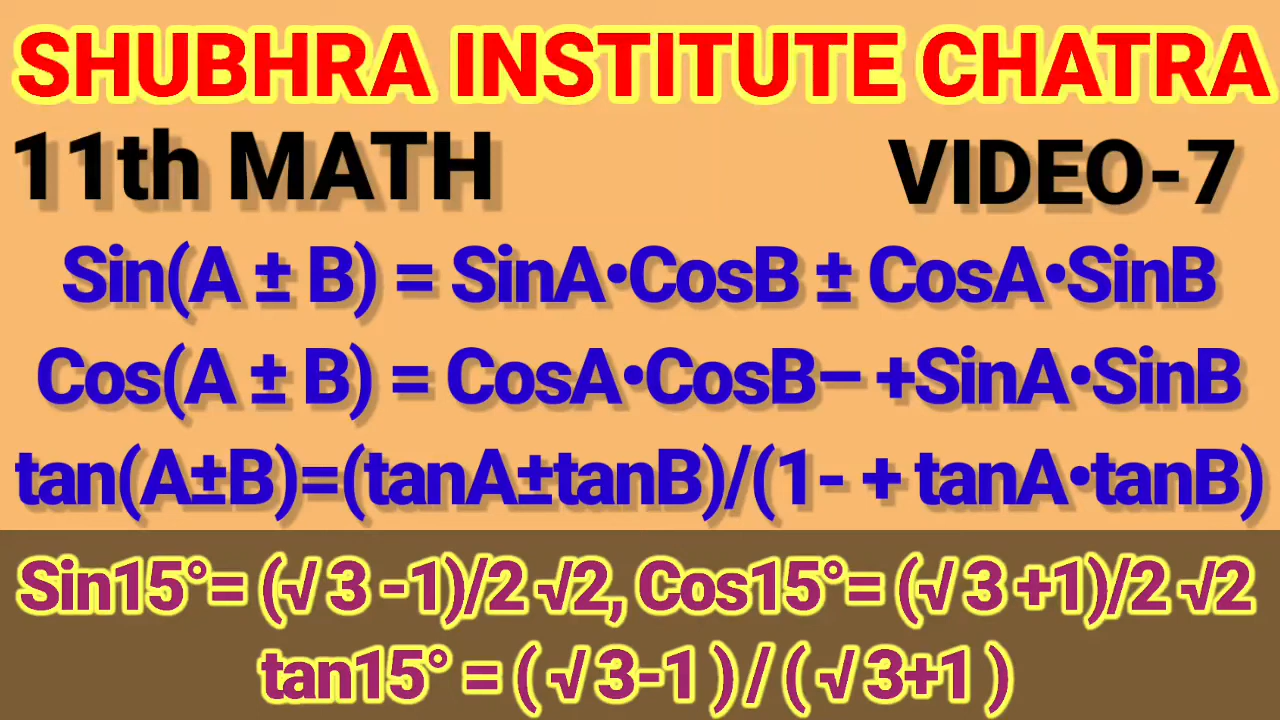 SHUBHRA INSTITUTE CHATRA
11th MATH VIDEO-7
Sin(A ± B) = SinA•CosB ± CosA•SinB
Cos(A ± B) = CosA•CosB– +SinA•SinB
tan(A±B)=(tanA±tanB)/(1- + tanA•tanB)
Sin15°= (√ 3 -1)/2 √2, Cos15°= (√ 3 +1)/2 √2
tan15° = ( √ 3-1 ) / ( √ 3+1 )